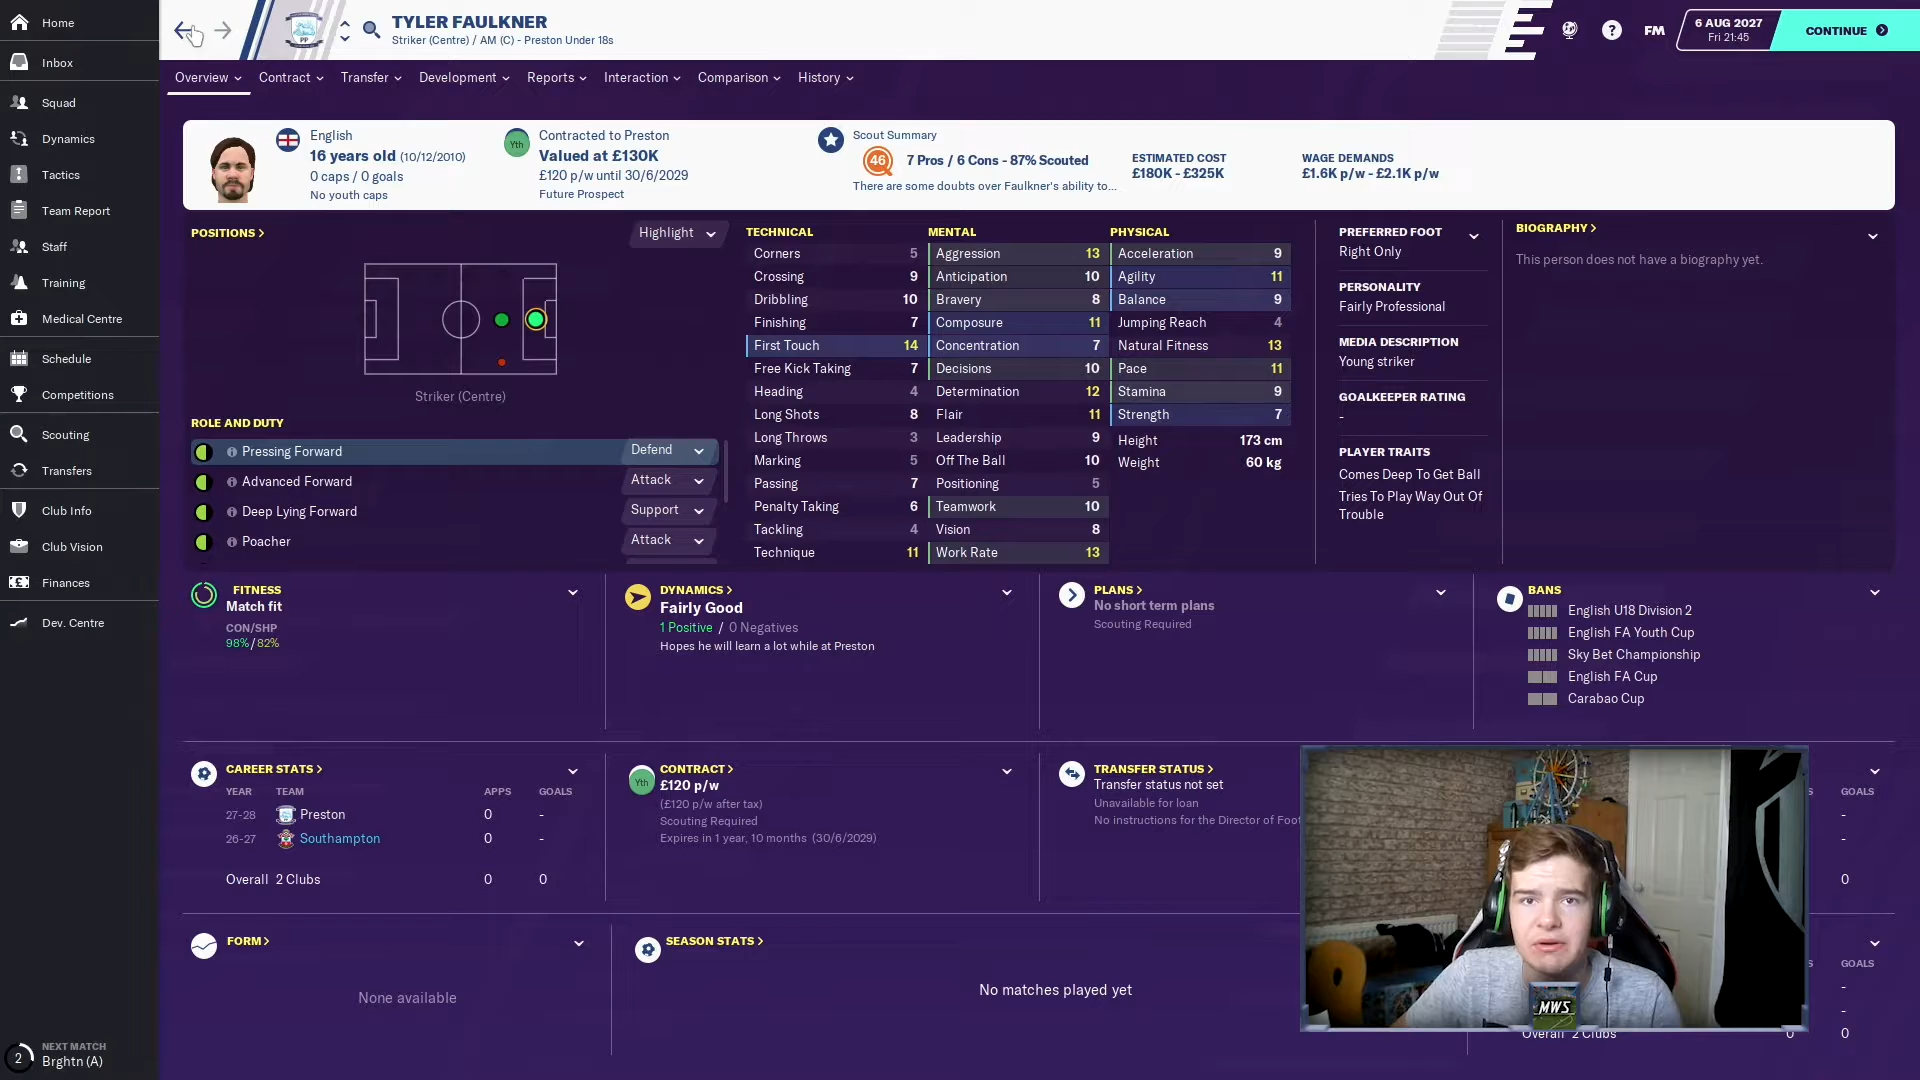 Home
Inbox
Squad
Dynamics
Tactics
Team Report
Staff
Training
Medical Centre
Schedule
Competitions
Scouting
Transfers
Club Info
Club Vision
Finances
Dev. Centre
2
NEXT MATCH
Brghtn (A)
PP
TYLER FAULKNER
Striker (Centre) / AM (C) - Preston Under 18s
?
FM
6 AUG 2027
Fri 21:45
CONTINUE
Overview Contract Transfer Development Reports Interaction Comparison History
English
16 years old (10/12/2010)
0 caps / 0 goals
No youth caps
Yth
Contracted to Preston
Valued at £130K
£120 p/w until 30/6/2029
Future Prospect
Scout Summary
46 7 Pros / 6 Cons - 87% Scouted
There are some doubts over Faulkner's ability to...
ESTIMATED COST
£180K - £325K
WAGE DEMANDS
£1.6K p/w - £2.1K p/w
POSITIONS >
Highlight
Striker (Centre)
ROLE AND DUTY
Pressing Forward Defend
Advanced Forward Attack
Deep Lying Forward Support
Poacher Attack
TECHNICAL
Corners 5
Crossing 9
Dribbling 10
Finishing 7
First Touch 14
Free Kick Taking 7
Heading 4
Long Shots 8
Long Throws 3
Marking 5
Passing 7
Penalty Taking 6
Tackling 4
Technique 11
MENTAL
Aggression 13
Anticipation 10
Bravery 8
Composure 11
Concentration 7
Decisions 10
Determination 12
Flair 11
Leadership 9
Off The Ball 10
Positioning 5
Teamwork 10
Vision 8
Work Rate 13
PHYSICAL
Acceleration 9
Agility 11
Balance 9
Jumping Reach 4
Natural Fitness 13
Pace 11
Stamina 9
Strength 7
Height 173 cm
Weight 60 kg
PREFERRED FOOT
Right Only
PERSONALITY
Fairly Professional
MEDIA DESCRIPTION
Young striker
GOALKEEPER RATING
-
PLAYER TRAITS
Comes Deep To Get Ball
Tries To Play Way Out Of
Trouble
BIOGRAPHY >
This person does not have a biography yet.
FITNESS
Match fit
CON/SHP
98% / 82%
DYNAMICS >
Fairly Good
1 Positive / 0 Negatives
Hopes he will learn a lot while at Preston
PLANS >
No short term plans
Scouting Required
BANS
English U18 Division 2
English FA Youth Cup
Sky Bet Championship
English FA Cup
Carabao Cup
CAREER STATS >
YEAR TEAM APPS GOALS
27-28 Preston 0 -
26-27 Southampton 0 -
Overall 2 Clubs 0 0
Yth
CONTRACT >
£120 p/w
(£120 p/w after tax)
Scouting Required
Expires in 1 year, 10 months (30/6/2029)
TRANSFER STATUS >
Transfer status not set
Unavailable for loan
No instructions for the Director of Foot
S GOALS
-
-
0
FORM >
None available
SEASON STATS >
No matches played yet
S GOALS
-
-
Overall 2 Clubs 0 0
MWS